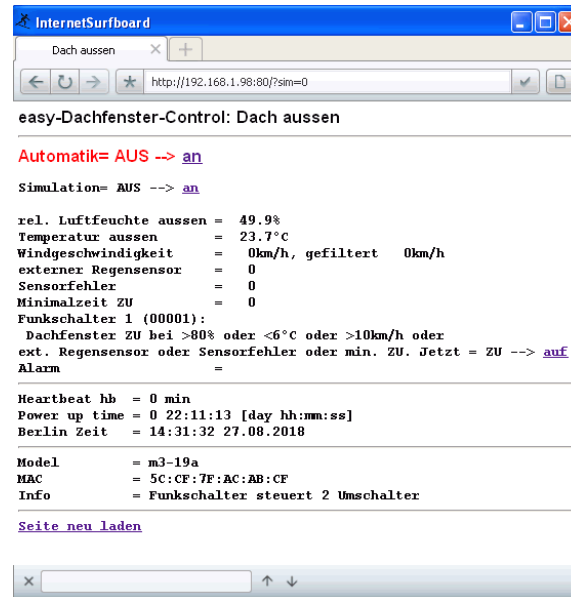 InternetSurfboard
Dach aussen
http://192.168.1.98:80/?sim=0
easy-Dachfenster-Control: Dach aussen
Automatik= AUS --> an
Simulation= AUS --> an
rel. Luftfeuchte aussen = 49.9%
Temperatur aussen = 23.7°C
Windgeschwindigkeit = 0km/h, gefiltert 0km/h
externer Regensensor = 0
Sensorfehler = 0
Minimalzeit ZU = 0
Funkschalter 1 (00001):
Dachfenster ZU bei >80% oder <6°C oder >10km/h oder
ext. Regensensor oder Sensorfehler oder min. ZU. Jetzt = ZU --> auf
Alarm =
Heartbeat hb = 0 min
Power up time = 0 22:11:13 [day hh:mm:ss]
Berlin Zeit = 14:31:32 27.08.2018
Model = m3-19a
MAC = 5C:CF:7F:AC:AB:CF
Info = Funkschalter steuert 2 Umschalter
Seite neu laden